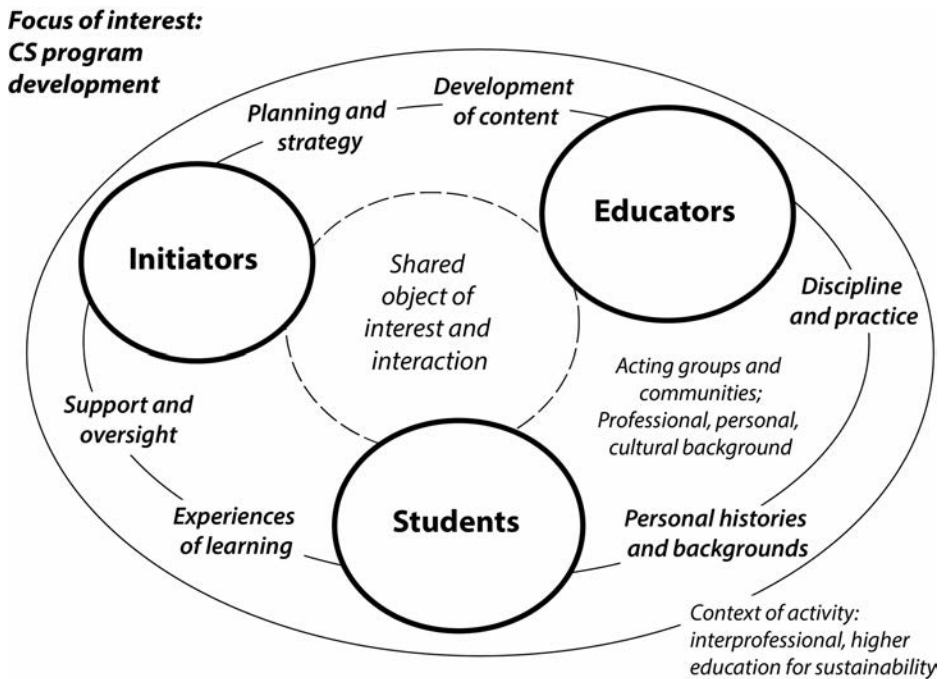 Focus of interest:
CS program
development
Planning and
strategy
Development
of content
Initiators
Educators
Shared
object of
interest and
interaction
Discipline
and practice
Acting groups and
communities;
Professional, personal,
cultural background
Support and
oversight
Experiences
of learning
Students
Personal histories
and backgrounds
Context of activity:
interprofessional, higher
education for sustainability